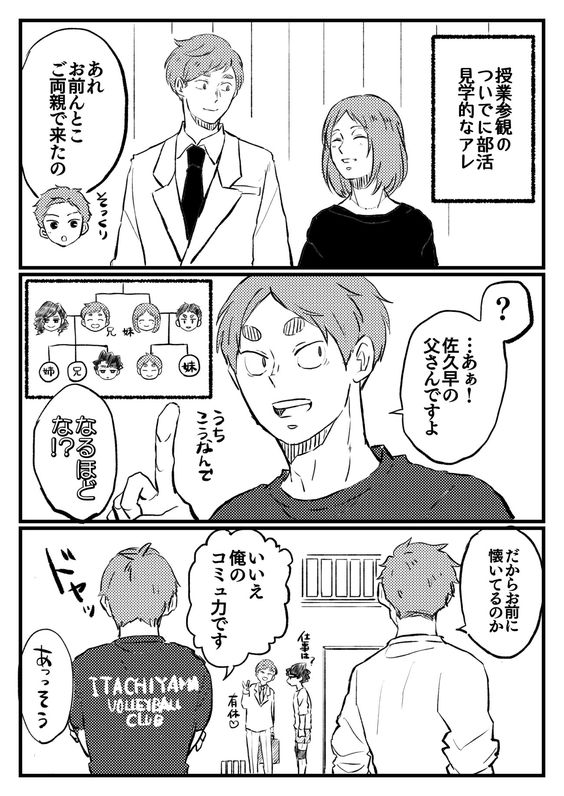 授業参観の
ついでに部活
見学的なアレ
あれ
お前んとこ
ご両親で来たの
そっくり
?
…あぁ!
佐久早の
父さんですよ
兄 妹
姉 兄 妹
うち
こうなんで
なるほど
な!?
だからお前に
懐いてるのか
仕事は?
有休♡
いいえ
俺の
コミュ力です
ドヤッ
ITACHIYAMA
VOLLEYBALL
CLUB
あっっそう